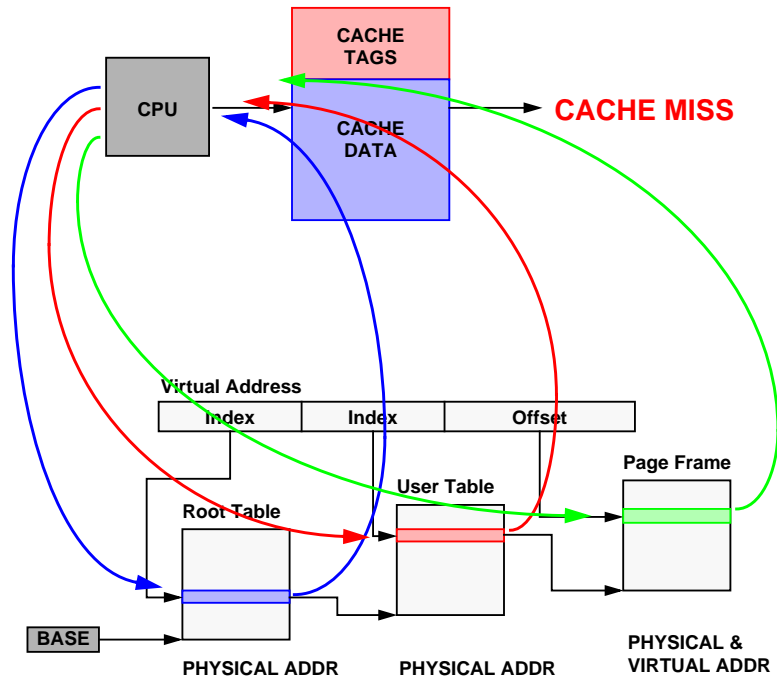 CACHE
TAGS
CPU
CACHE
DATA
CACHE MISS
Virtual Address
Index
Index
Offset
Page Frame
User Table
Root Table
BASE
PHYSICAL ADDR
PHYSICAL ADDR
PHYSICAL &
VIRTUAL ADDR